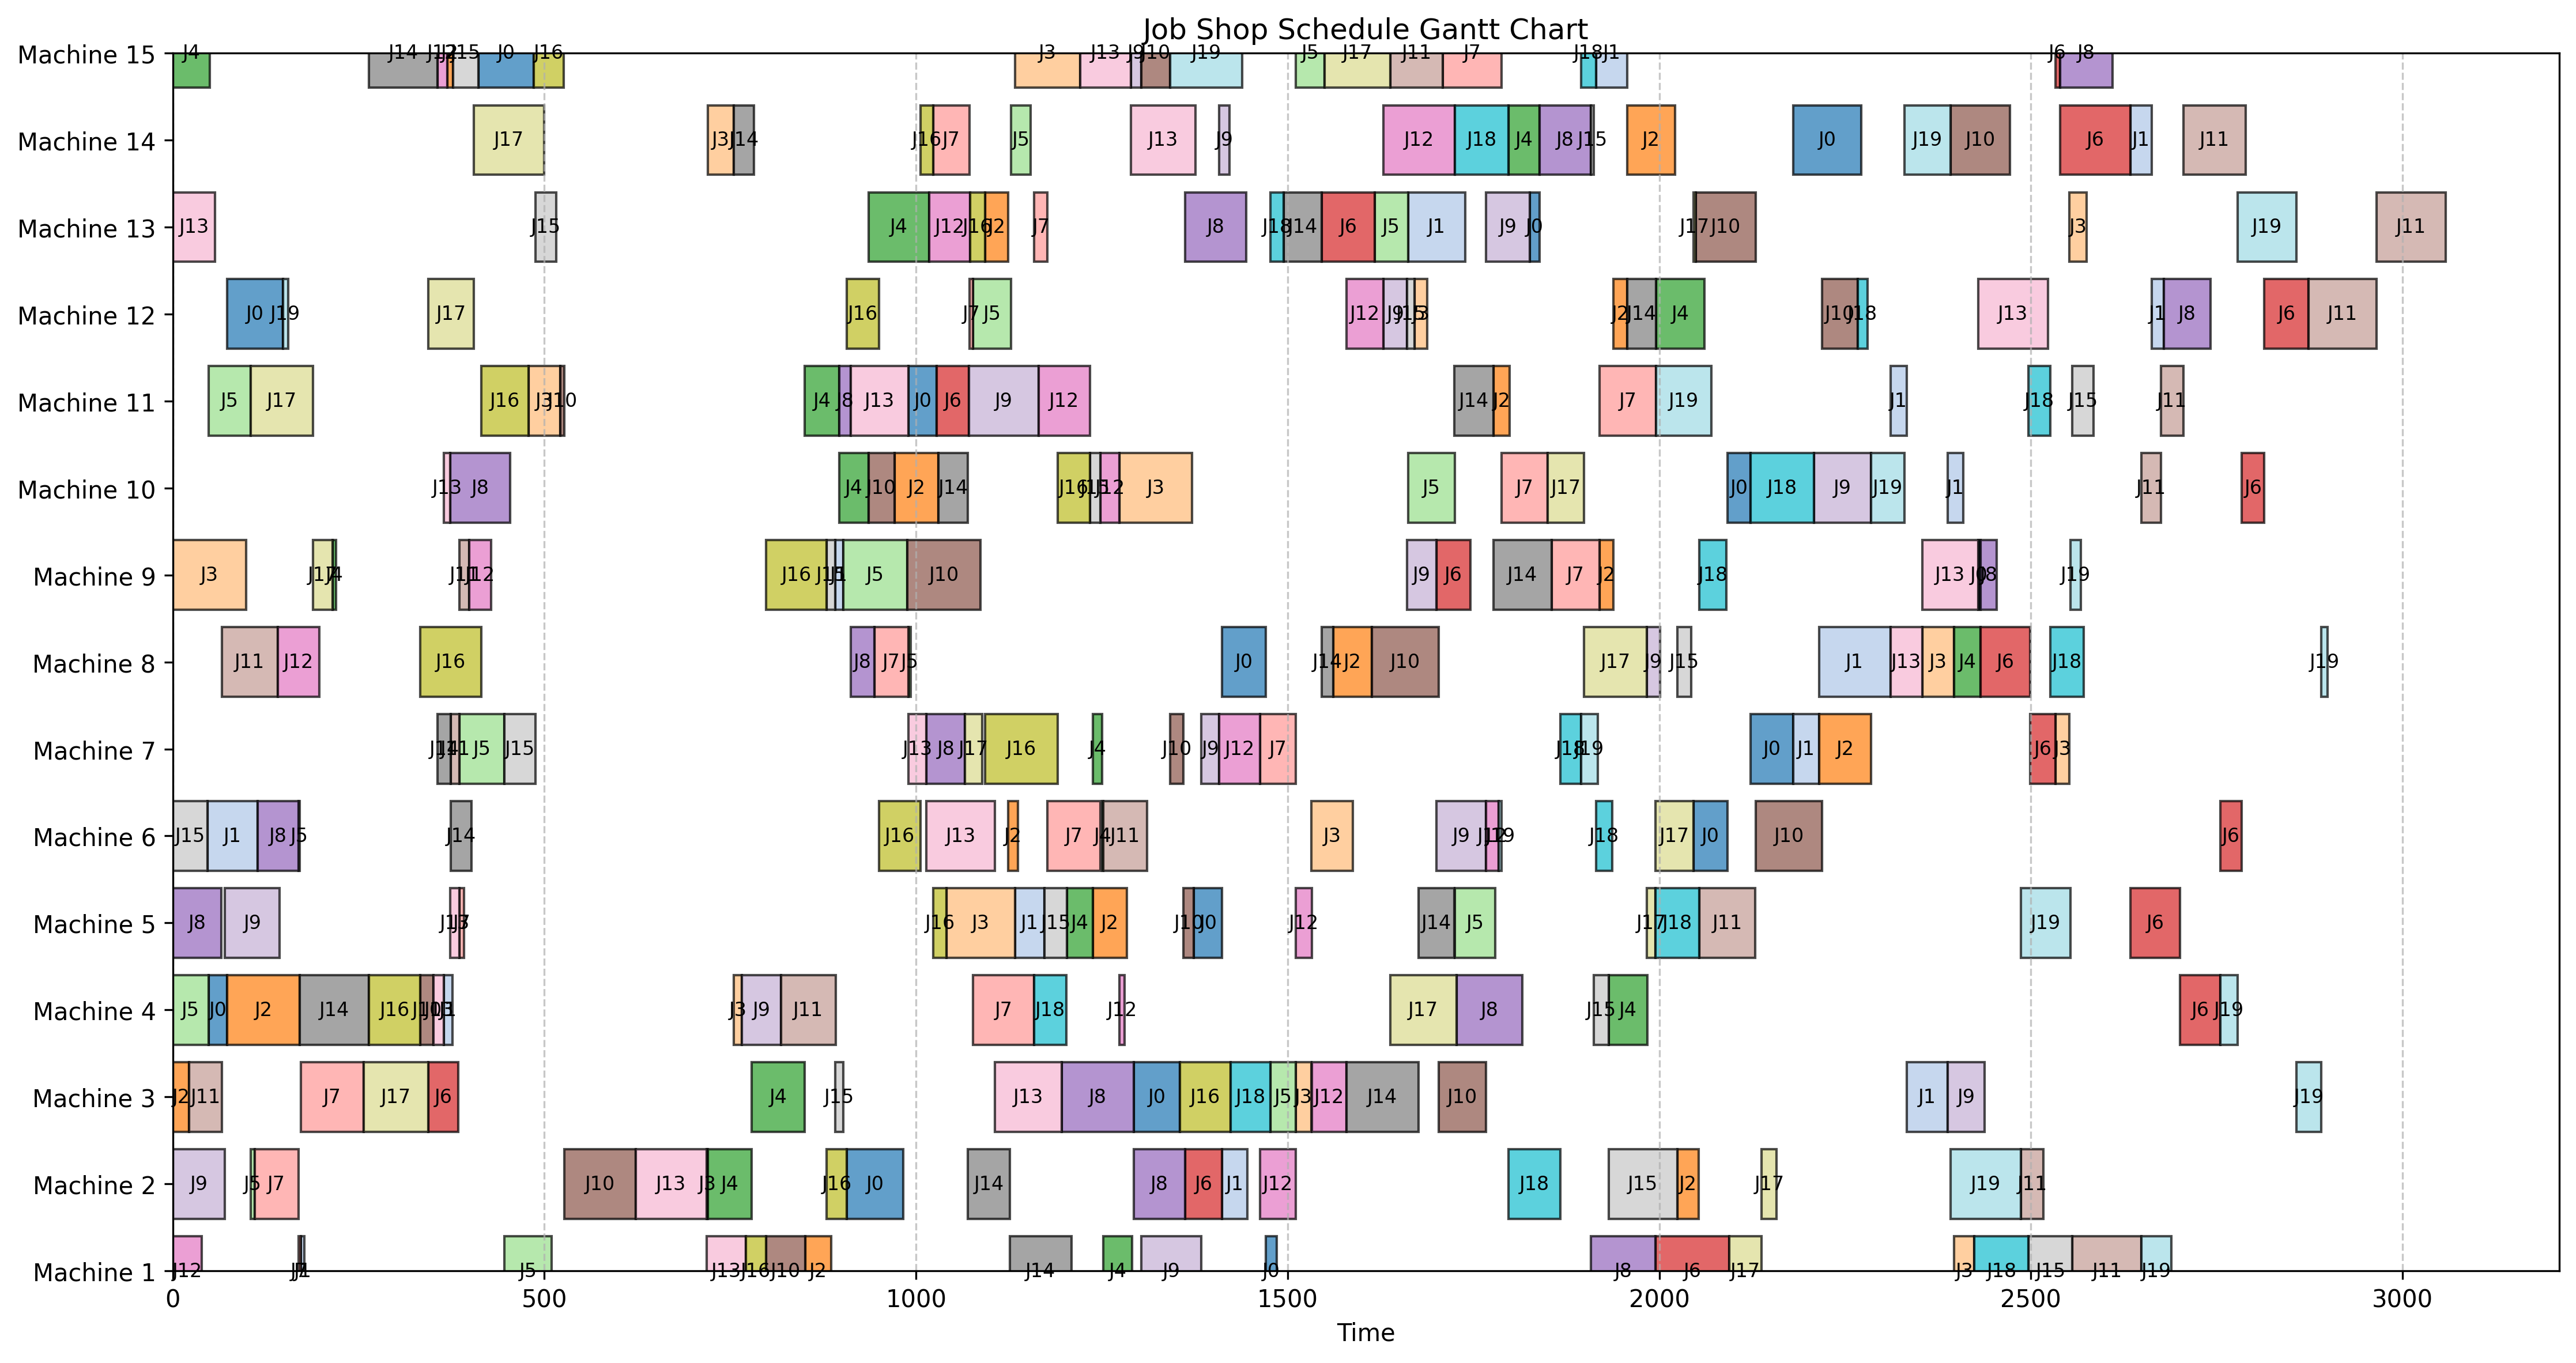 Job Shop Schedule Gantt Chart
Machine 15 J4 J14 J15 J0 J16 J3 J13 J9 J10 J19 J5 J17 J11 J7 J18 J1 J6 J8
Machine 14 J17 J3 J14 J16 J7 J5 J13 J9 J12 J18 J4 J8 J15 J2 J0 J19 J10 J6 J1 J11
Machine 13 J13 J15 J4 J12 J16 J2 J7 J8 J18 J14 J6 J5 J1 J9 J0 J17 J10 J3 J19 J11
Machine 12 J0 J19 J17 J16 J7 J5 J12 J9 J15 J3 J2 J14 J4 J10 J18 J13 J1 J8 J6 J11
Machine 11 J5 J17 J16 J3 J10 J4 J8 J13 J0 J6 J9 J12 J14 J2 J7 J19 J1 J18 J15 J11
Machine 10 J13 J8 J4 J10 J2 J14 J16 J15 J12 J3 J5 J7 J17 J0 J18 J9 J19 J1 J11 J6
Machine 9 J3 J17 J4 J11 J12 J16 J15 J1 J5 J10 J9 J6 J14 J7 J2 J18 J13 J0 J8 J19
Machine 8 J11 J12 J16 J8 J7 J5 J0 J14 J2 J10 J17 J9 J15 J1 J13 J3 J4 J6 J18 J19
Machine 7 J14 J11 J5 J15 J13 J8 J17 J16 J4 J10 J9 J12 J7 J18 J19 J0 J1 J2 J6 J3
Machine 6 J15 J1 J8 J5 J14 J16 J13 J2 J7 J4 J11 J3 J9 J12 J19 J18 J17 J0 J10 J6
Machine 5 J8 J9 J13 J7 J16 J3 J1 J15 J4 J2 J10 J0 J12 J14 J5 J17 J18 J11 J19 J6
Machine 4 J5 J0 J2 J14 J16 J10 J13 J1 J3 J9 J11 J7 J18 J12 J17 J8 J15 J4 J6 J19
Machine 3 J2 J11 J7 J17 J6 J4 J15 J13 J8 J0 J16 J18 J5 J3 J12 J14 J10 J1 J9 J19
Machine 2 J9 J5 J7 J10 J13 J3 J4 J16 J0 J14 J8 J6 J1 J12 J18 J15 J2 J17 J19 J11
Machine 1 J12 J1 J5 J13 J16 J10 J2 J14 J4 J9 J0 J8 J6 J17 J3 J18 J15 J11 J19
0 500 1000 1500 2000 2500 3000
Time